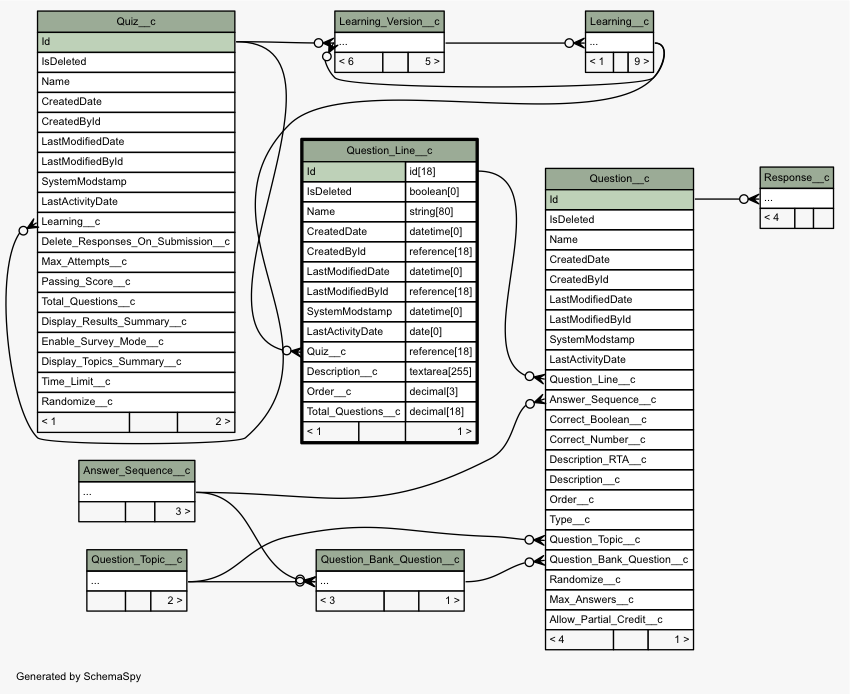 Quiz__c
Id
IsDeleted
Name
CreatedDate
CreatedById
LastModifiedDate
LastModifiedById
SystemModstamp
LastActivityDate
Learning__c
Delete_Responses_On_Submission__c
Max_Attempts__c
Passing_Score__c
Total_Questions__c
Display_Results_Summary__c
Enable_Survey_Mode__c
Display_Topics_Summary__c
Time_Limit__c
Randomize__c
< 1 2 >
Learning_Version__c
...
< 6 5 >
Learning__c
...
< 1 9 >
Question_Line__c
Id id[18]
IsDeleted boolean[0]
Name string[80]
CreatedDate datetime[0]
CreatedById reference[18]
LastModifiedDate datetime[0]
LastModifiedById reference[18]
SystemModstamp datetime[0]
LastActivityDate date[0]
Quiz__c reference[18]
Description__c textarea[255]
Order__c decimal[3]
Total_Questions__c decimal[18]
< 1 1 >
Question__c
Id
IsDeleted
Name
CreatedDate
CreatedById
LastModifiedDate
LastModifiedById
SystemModstamp
LastActivityDate
Question_Line__c
Answer_Sequence__c
Correct_Boolean__c
Correct_Number__c
Description_RTA__c
Description__c
Order__c
Type__c
Question_Topic__c
Question_Bank_Question__c
Randomize__c
Max_Answers__c
Allow_Partial_Credit__c
< 4 1 >
Response__c
...
< 4
Answer_Sequence__c
...
3 >
Question_Topic__c
...
2 >
Question_Bank_Question__c
...
< 3 1 >
Generated by SchemaSpy